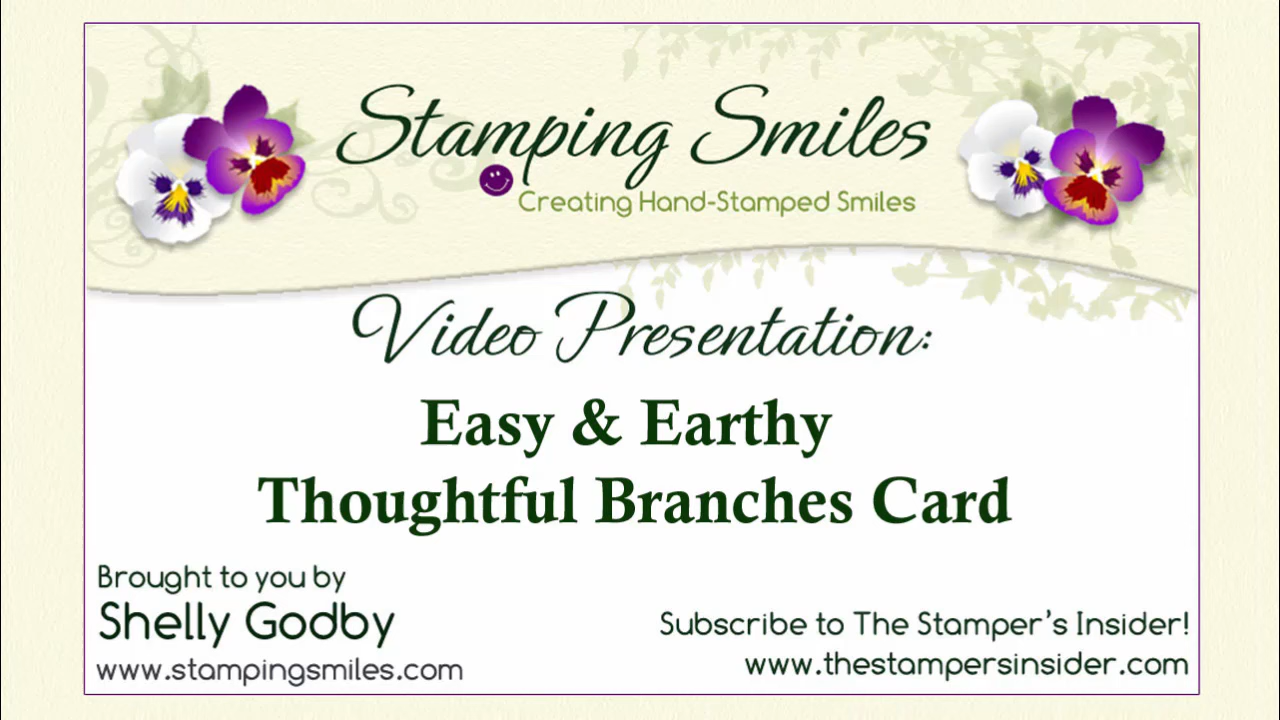 Stamping Smiles
Creating Hand-Stamped Smiles
Video Presentation:
Easy & Earthy
Thoughtful Branches Card
Brought to you by
Shelly Godby
www.stampingsmiles.com
Subscribe to The Stamper's Insider!
www.thestampersinsider.com